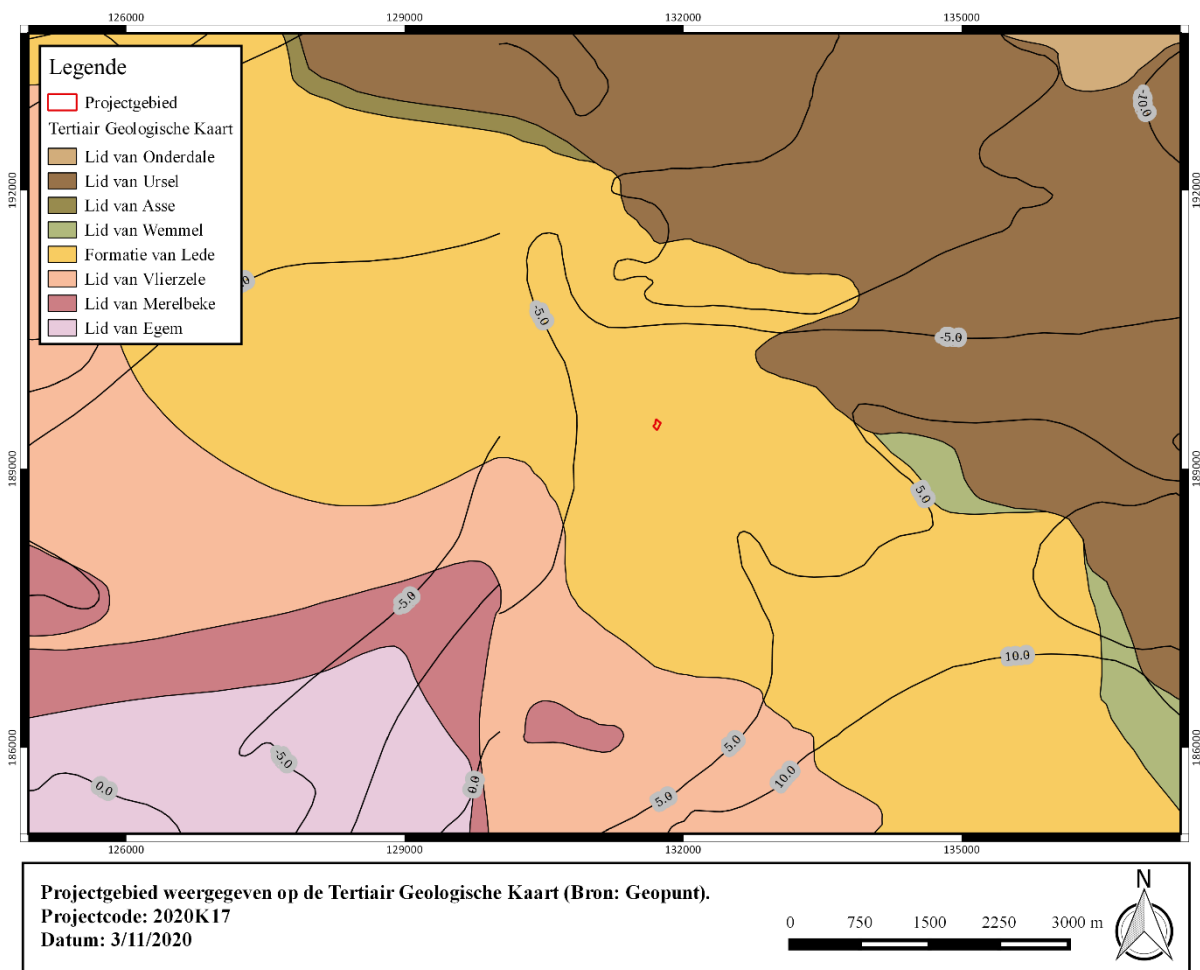 126000 129000 132000 135000
Legende
Projectgebied
Tertiair Geologische Kaart
Lid van Onderdale
Lid van Ursel
Lid van Asse
Lid van Wemmel
Formatie van Lede
Lid van Vlierzele
Lid van Merelbeke
Lid van Egem
192000
192000
-10.0
-5.0
-5.0
189000
189000
5.0
-5.0
10.0
186000
186000
-5.0
0.0
0.0
5.0
5.0
10.0
126000 129000 132000 135000
Projectgebied weergegeven op de Tertiair Geologische Kaart (Bron: Geopunt).
Projectcode: 2020K17
Datum: 3/11/2020
0 750 1500 2250 3000 m
N